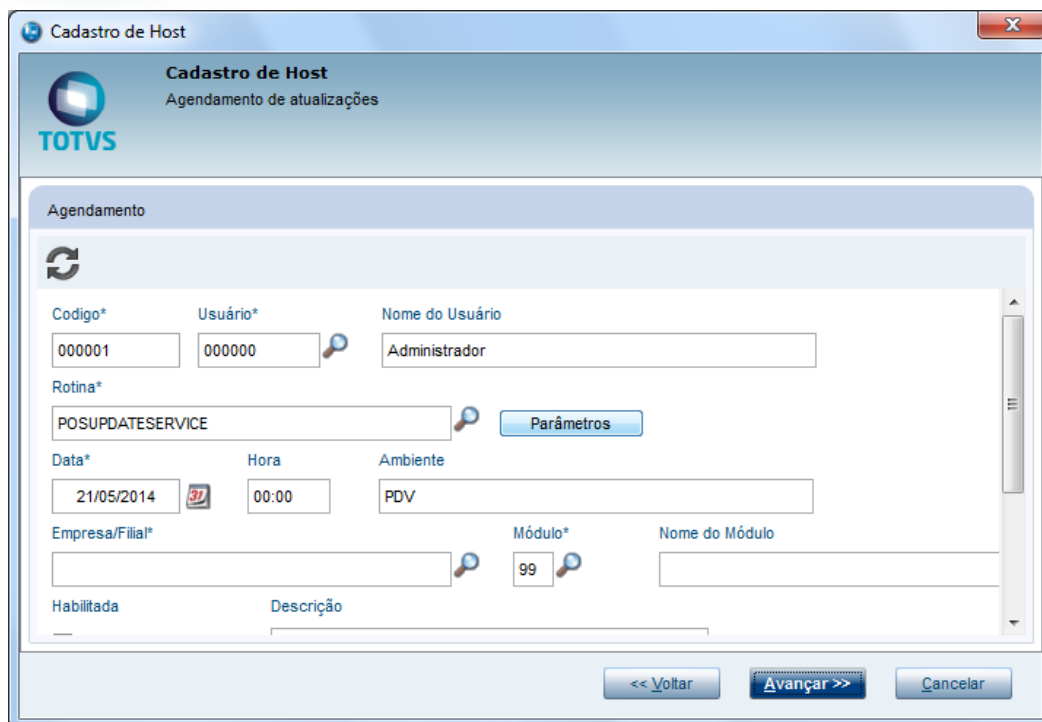 Cadastro de Host
X
Cadastro de Host
Agendamento de atualizações
TOTVS
Agendamento
Codigo* Usuário* Nome do Usuário
000001 000000 Administrador
Rotina*
POSUPDATESERVICE Parâmetros
Data* Hora Ambiente
21/05/2014 31 00:00 PDV
Empresa/Filial* Módulo* Nome do Módulo
99
Habilitada Descrição
<< Voltar Avançar >> Cancelar